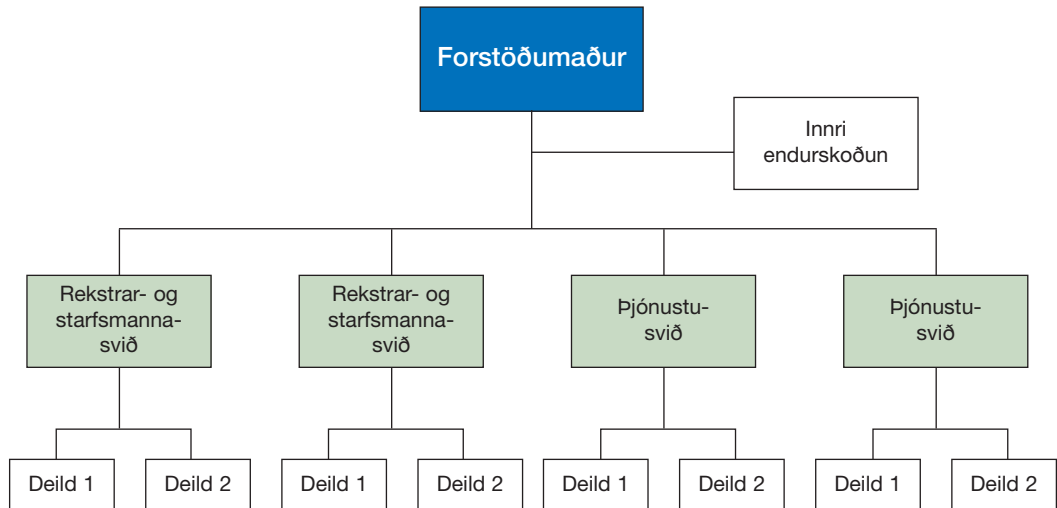 Forstöðumaður
Innri
endurskoðun
Rekstrar- og
starfsmanna-
svið
Rekstrar- og
starfsmanna-
svið
Þjónustu-
svið
Þjónustu-
svið
Deild 1
Deild 2
Deild 1
Deild 2
Deild 1
Deild 2
Deild 1
Deild 2